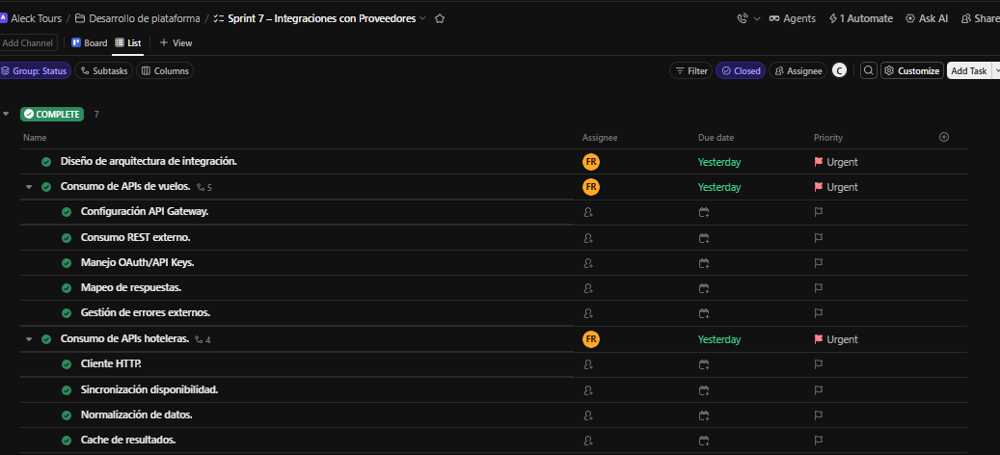 A Aleck Tours / Desarrollo de plataforma / Sprint 7 – Integraciones con Proveedores Agents 1 Automate Ask AI Share
Add Channel Board List + View
Group: Status Subtasks Columns Filter Closed Assignee C Customize Add Task
COMPLETE 7
Name Assignee Due date Priority
Diseño de arquitectura de integración. FR Yesterday Urgent
Consumo de APIs de vuelos. 5 FR Yesterday Urgent
Configuración API Gateway.
Consumo REST externo.
Manejo OAuth/API Keys.
Mapeo de respuestas.
Gestión de errores externos.
Consumo de APIs hoteleras. 4 FR Yesterday Urgent
Cliente HTTP.
Sincronización disponibilidad.
Normalización de datos.
Cache de resultados.